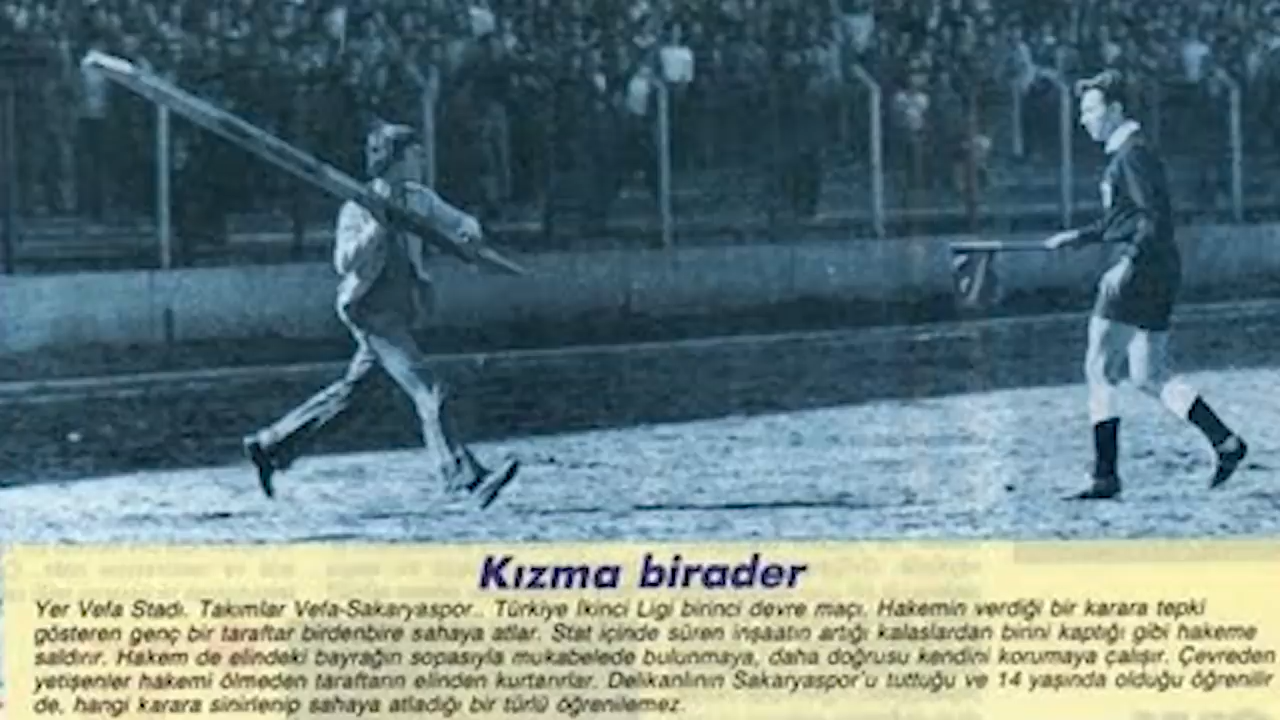 Kızma birader
Yer Vefa Stadı. Takımlar Vefa-Sakaryaspor.. Türkiye İkinci Ligi birinci devre maçı. Hakemin verdiği bir karara tepki
gösteren genç bir taraftar birdenbire sahaya atlar. Stat içinde süren inşaatın artığı kalaslardan birini kaptığı gibi hakeme
saldırır. Hakem de elindeki bayrağın sopasıyla mukabelede bulunmaya, daha doğrusu kendini korumaya çalışır. Çevreden
yetişenler hakemi ölmeden taraftarın elinden kurtarırlar. Delikanlının Sakaryaspor'u tuttuğu ve 14 yaşında olduğu öğrenilir
de, hangi karara sinirlenip sahaya atladığı bir türlü öğrenilemez.